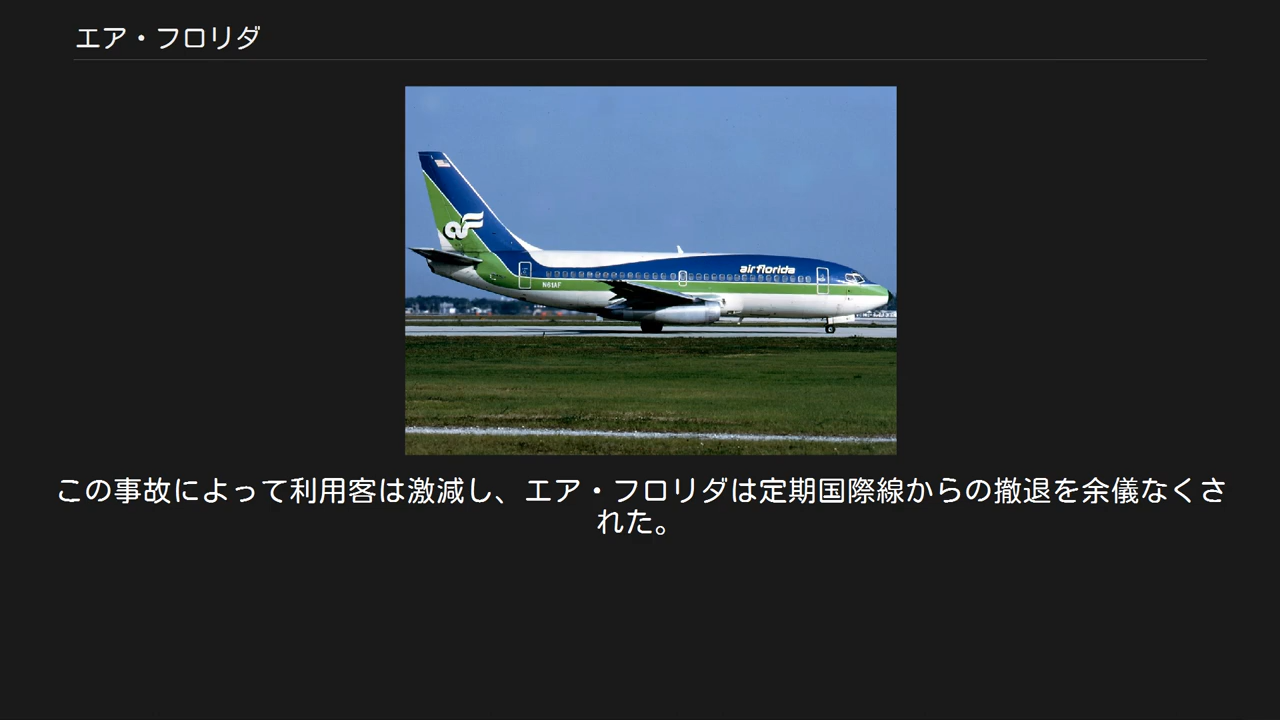 エア・フロリダ
aF
air florida
N61AF
この事故によって利用客は激減し、エア・フロリダは定期国際線からの撤退を余儀なくさ
れた。